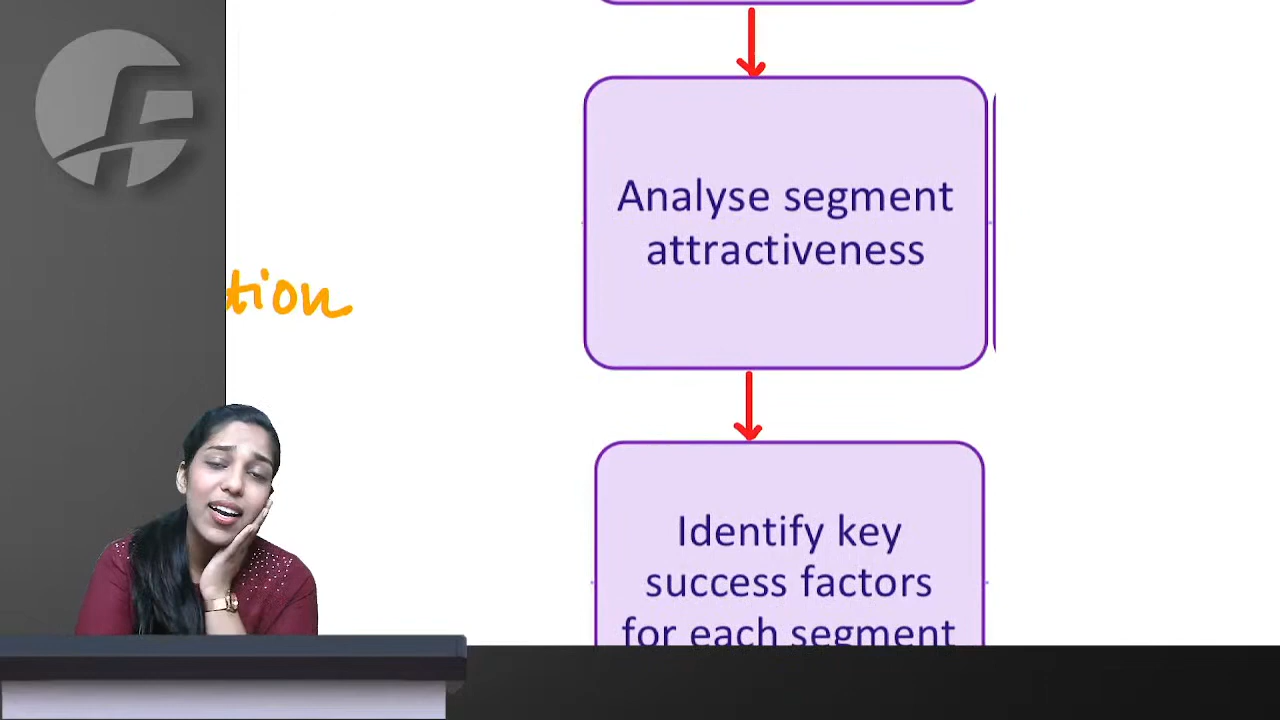 Analyse segment
attractiveness
tion
Identify key
success factors
for each segment